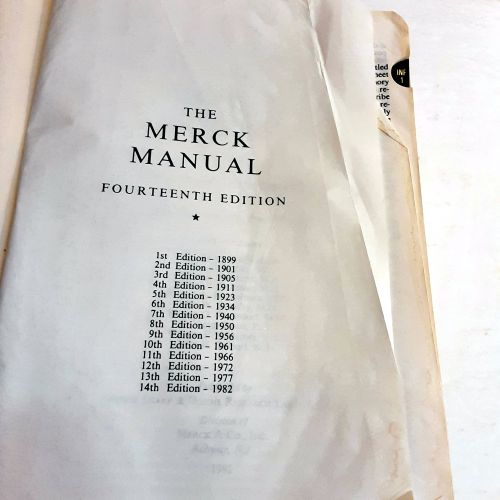 THE
MERCK
MANUAL
FOURTEENTH EDITION
★
1st Edition – 1899
2nd Edition – 1901
3rd Edition – 1905
4th Edition – 1911
5th Edition – 1923
6th Edition – 1934
7th Edition – 1940
8th Edition – 1950
9th Edition – 1956
10th Edition – 1961
11th Edition – 1966
12th Edition – 1972
13th Edition – 1977
14th Edition – 1982
INF
1